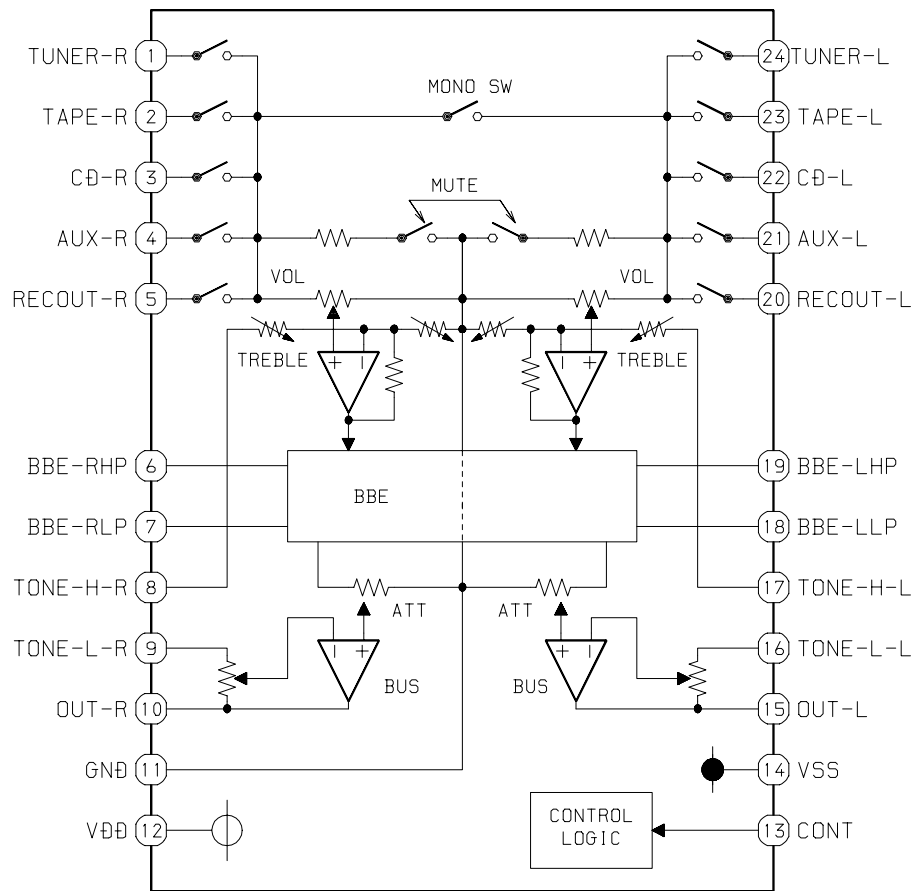 TUNER-R 1 24 TUNER-L
MONO SW
TAPE-R 2 23 TAPE-L
CD-R 3 22 CD-L
MUTE
AUX-R 4 21 AUX-L
VOL VOL
RECOUT-R 5 20 RECOUT-L
TREBLE + - - + TREBLE
BBE-RHP 6 19 BBE-LHP
BBE
BBE-RLP 7 18 BBE-LLP
TONE-H-R 8 17 TONE-H-L
ATT ATT
TONE-L-R 9 16 TONE-L-L
- + + -
BUS BUS
OUT-R 10 15 OUT-L
GND 11 14 VSS
CONTROL
LOGIC
VDD 12 13 CONT